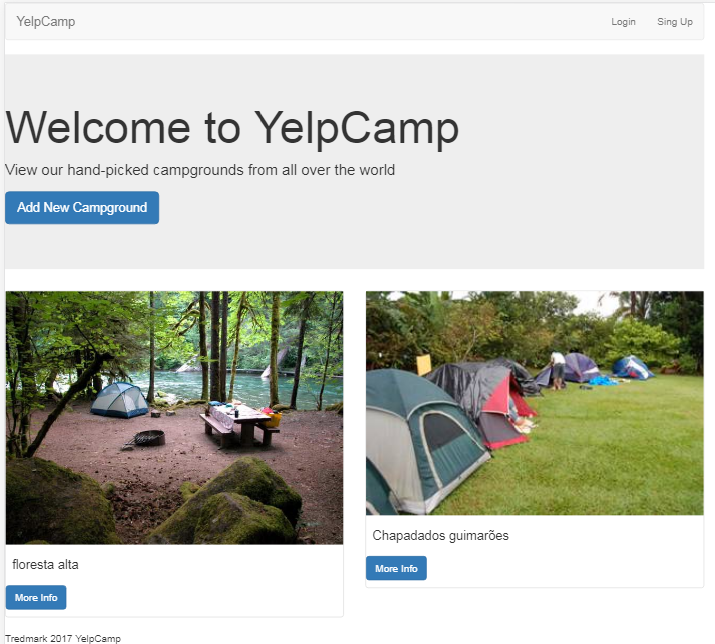 YelpCamp
Login
Sing Up
Welcome to YelpCamp
View our hand-picked campgrounds from all over the world
Add New Campground
floresta alta
More Info
Chapadados guimarões
More Info
Tredmark 2017 YelpCamp